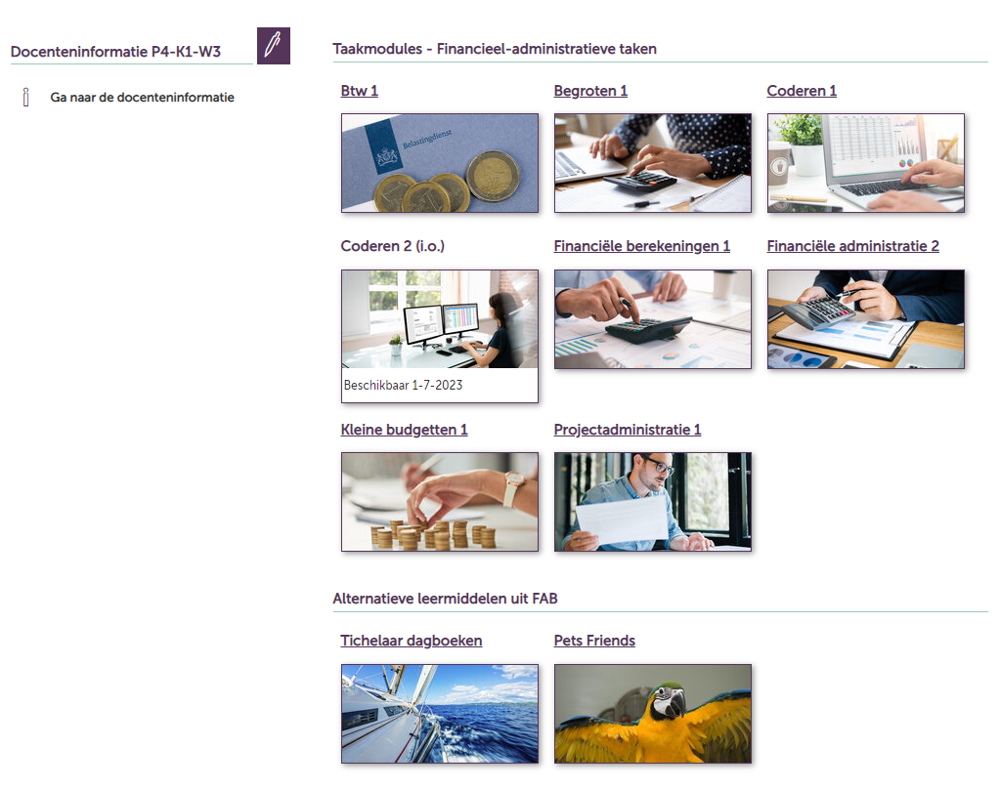 Docenteninformatie P4-K1-W3
Ga naar de docenteninformatie
Taakmodules - Financieel-administratieve taken
Btw 1
Begroten 1
Coderen 1
Belastingdienst
Coderen 2 (i.o.)
Financiële berekeningen 1
Financiële administratie 2
Beschikbaar 1-7-2023
Kleine budgetten 1
Projectadministratie 1
Alternatieve leermiddelen uit FAB
Tichelaar dagboeken
Pets Friends